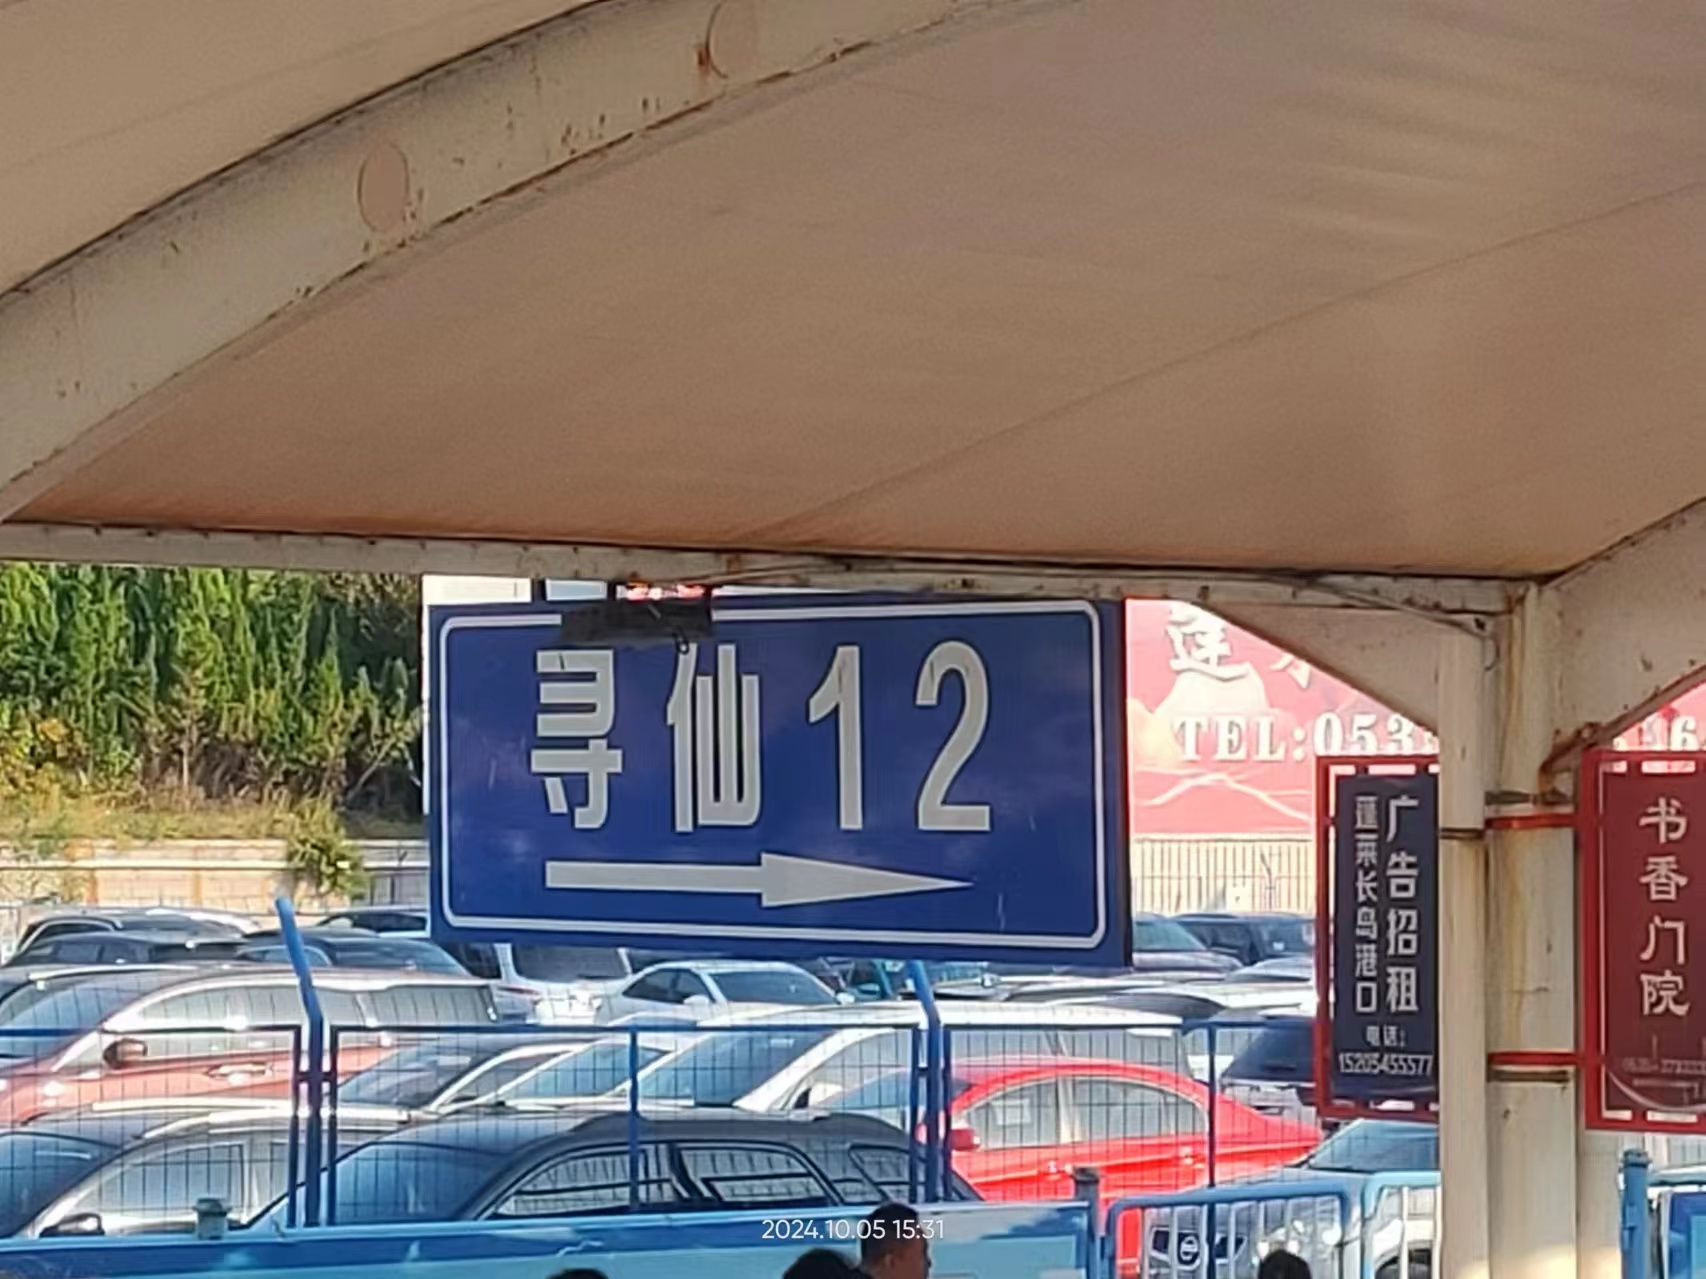 寻仙12
TEL:053
广告招租
蓬莱长岛港口
电话:
15205455577
书香门院
2024.10.05 15:31